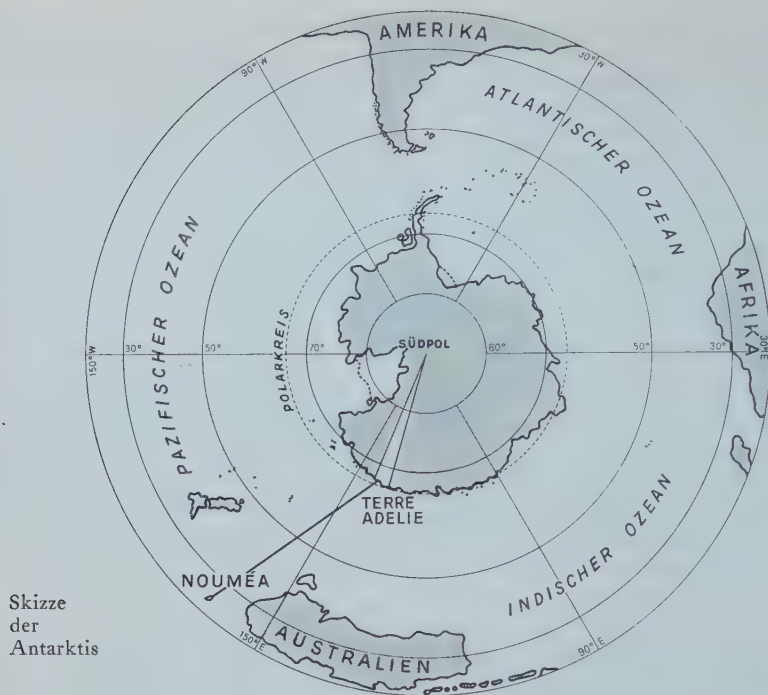 AMERIKA
90° W
30° W
ATLANTISCHER OZEAN
PAZIFISCHER OZEAN
AFRIKA
POLARKREIS
SÜDPOL
150° W
30°
50°
70°
80°
50°
30°
30° E
TERRE
ADELIE
NOUMÉA
INDISCHER OZEAN
AUSTRALIEN
150° E
90° E
Skizze
der
Antarktis